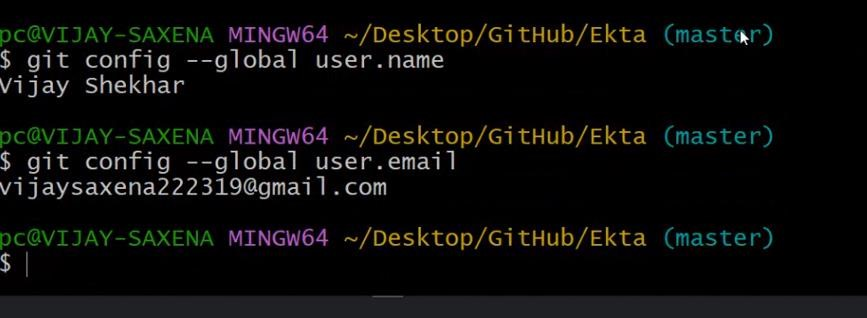 pc@VIJAY-SAXENA MINGW64 ~/Desktop/GitHub/Ekta (master)
$ git config --global user.name
Vijay Shekhar
pc@VIJAY-SAXENA MINGW64 ~/Desktop/GitHub/Ekta (master)
$ git config --global user.email
vijaysaxena222319@gmail.com
pc@VIJAY-SAXENA MINGW64 ~/Desktop/GitHub/Ekta (master)
$